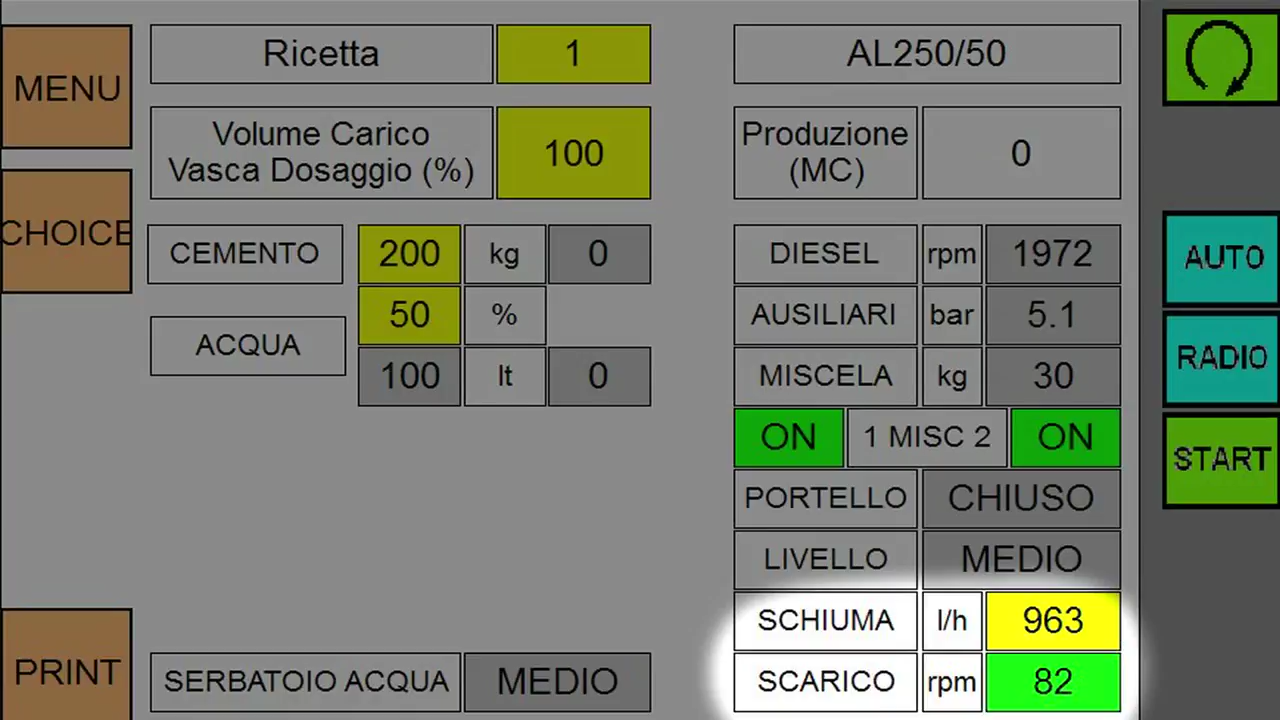 MENU
CHOICE
PRINT
Ricetta 1
Volume Carico
Vasca Dosaggio (%) 100
CEMENTO 200 kg 0
ACQUA 50 %
100 lt 0
SERBATOIO ACQUA MEDIO
AL250/50
Produzione
(MC) 0
DIESEL rpm 1972
AUSILIARI bar 5.1
MISCELA kg 30
ON 1 MISC 2 ON
PORTELLO CHIUSO
LIVELLO MEDIO
SCHIUMA l/h 963
SCARICO rpm 82
AUTO
RADIO
START